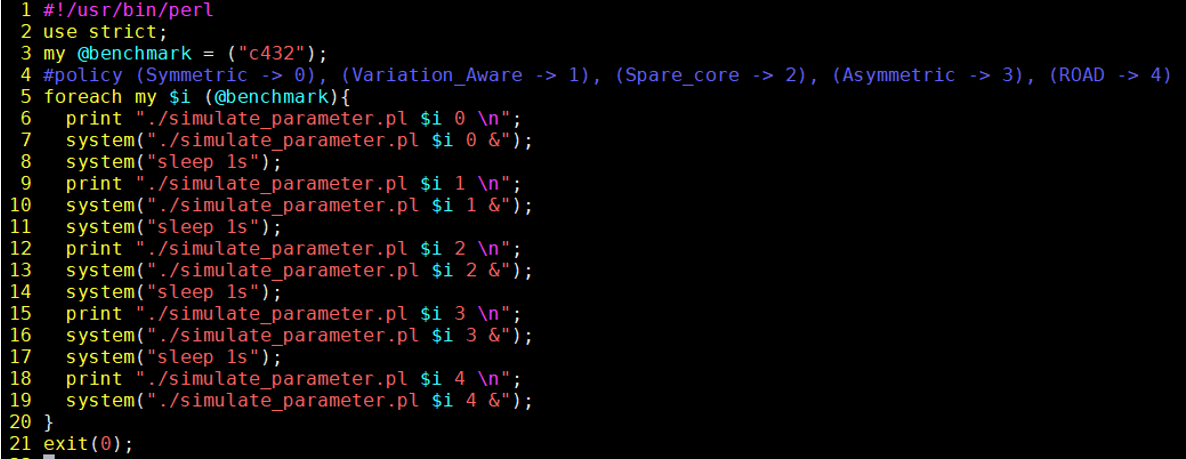 1 #!/usr/bin/perl
2 use strict;
3 my @benchmark = ("c432");
4 #policy (Symmetric -> 0), (Variation_Aware -> 1), (Spare_core -> 2), (Asymmetric -> 3), (ROAD -> 4)
5 foreach my $i (@benchmark){
6   print "./simulate_parameter.pl $i 0 \n";
7   system("./simulate_parameter.pl $i 0 &");
8   system("sleep 1s");
9   print "./simulate_parameter.pl $i 1 \n";
10   system("./simulate_parameter.pl $i 1 &");
11   system("sleep 1s");
12   print "./simulate_parameter.pl $i 2 \n";
13   system("./simulate_parameter.pl $i 2 &");
14   system("sleep 1s");
15   print "./simulate_parameter.pl $i 3 \n";
16   system("./simulate_parameter.pl $i 3 &");
17   system("sleep 1s");
18   print "./simulate_parameter.pl $i 4 \n";
19   system("./simulate_parameter.pl $i 4 &");
20 }
21 exit(0);